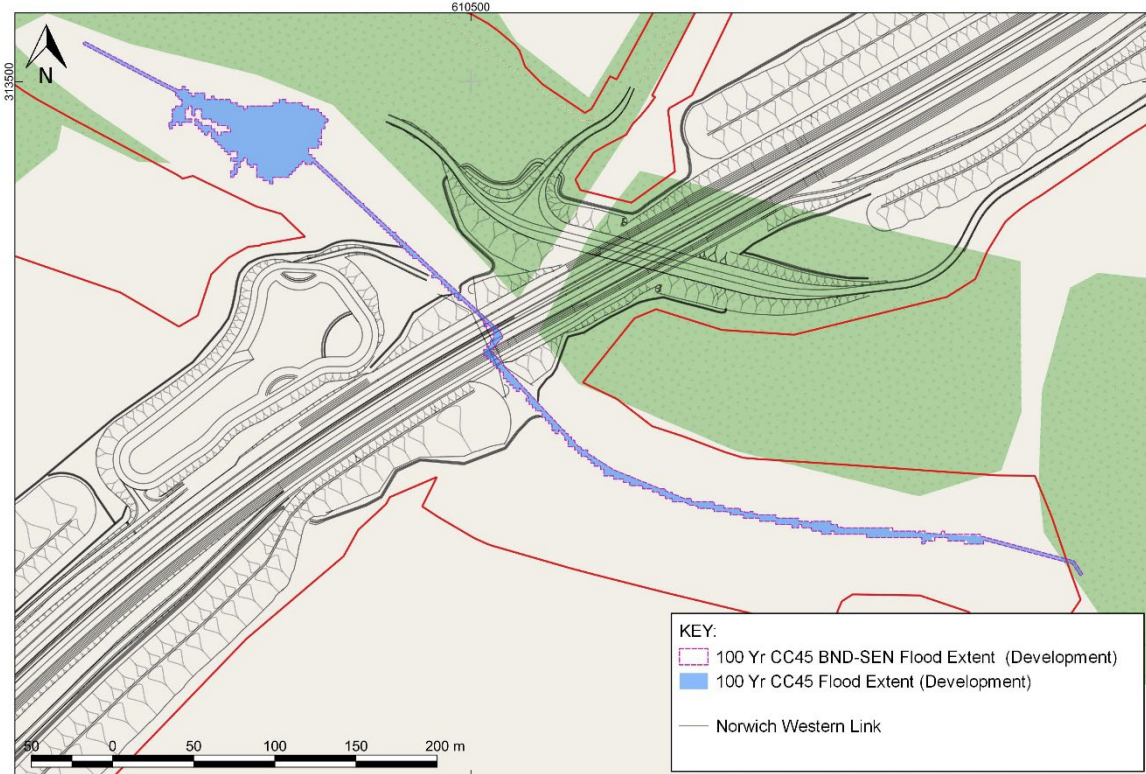 610500
313500
N
KEY:
100 Yr CC45 BND-SEN Flood Extent (Development)
100 Yr CC45 Flood Extent (Development)
Norwich Western Link
50 0 50 100 150 200 m